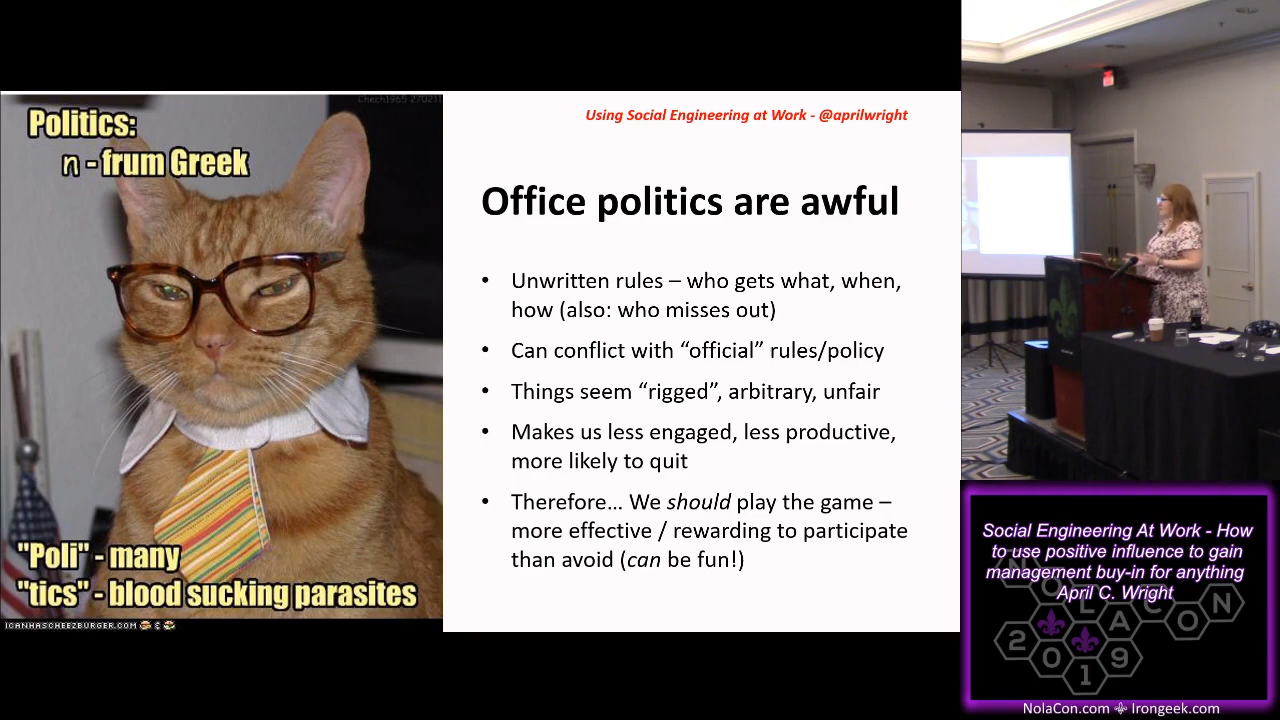 Politics:
n - frum Greek
"Poli" - many
"tics" - blood sucking parasites
ICANHASCHEEZBURGER.COM
Using Social Engineering at Work - @aprilwright
Office politics are awful
• Unwritten rules – who gets what, when,
how (also: who misses out)
• Can conflict with “official” rules/policy
• Things seem “rigged”, arbitrary, unfair
• Makes us less engaged, less productive,
more likely to quit
• Therefore... We should play the game –
more effective / rewarding to participate
than avoid (can be fun!)
Social Engineering At Work - How
to use positive influence to gain
management buy-in for anything
April C. Wright
NOLACON
2019
NolaCon.com ⚜ Irongeek.com